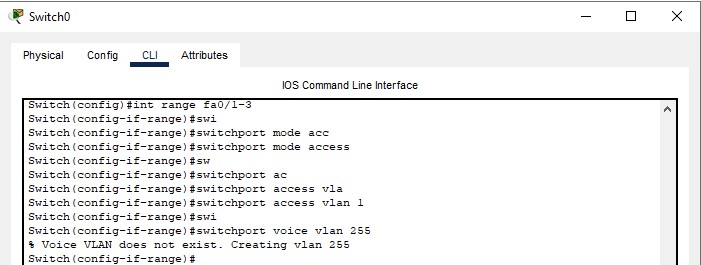 Switch0
Physical Config CLI Attributes
IOS Command Line Interface
Switch(config)#int range fa0/1-3
Switch(config-if-range)#swi
Switch(config-if-range)#switchport mode acc
Switch(config-if-range)#switchport mode access
Switch(config-if-range)#sw
Switch(config-if-range)#switchport ac
Switch(config-if-range)#switchport access vla
Switch(config-if-range)#switchport access vlan 1
Switch(config-if-range)#swi
Switch(config-if-range)#switchport voice vlan 255
% Voice VLAN does not exist. Creating vlan 255
Switch(config-if-range)#